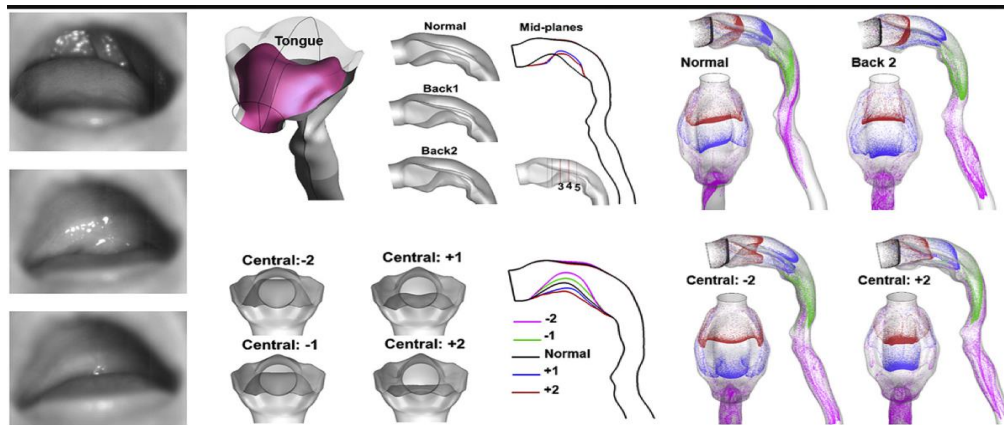 Tongue
Normal
Back1
Back2
Mid-planes
3 4 5
Normal
Back 2
Central:-2
Central: +1
Central: -1
Central: +2
-2
-1
Normal
+1
+2
Central: -2
Central: +2